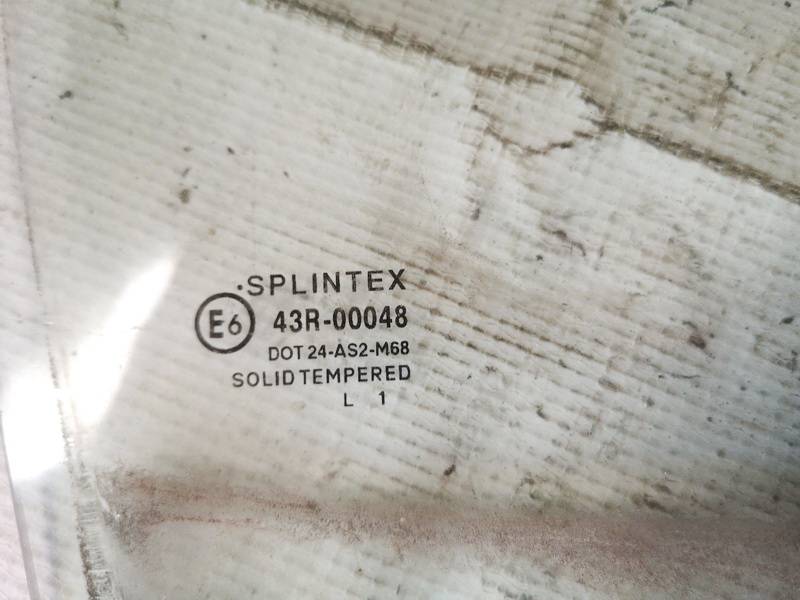 ·SPLINTEX
E6 43R-00048
DOT 24-AS2-M68
SOLID TEMPERED
L 1